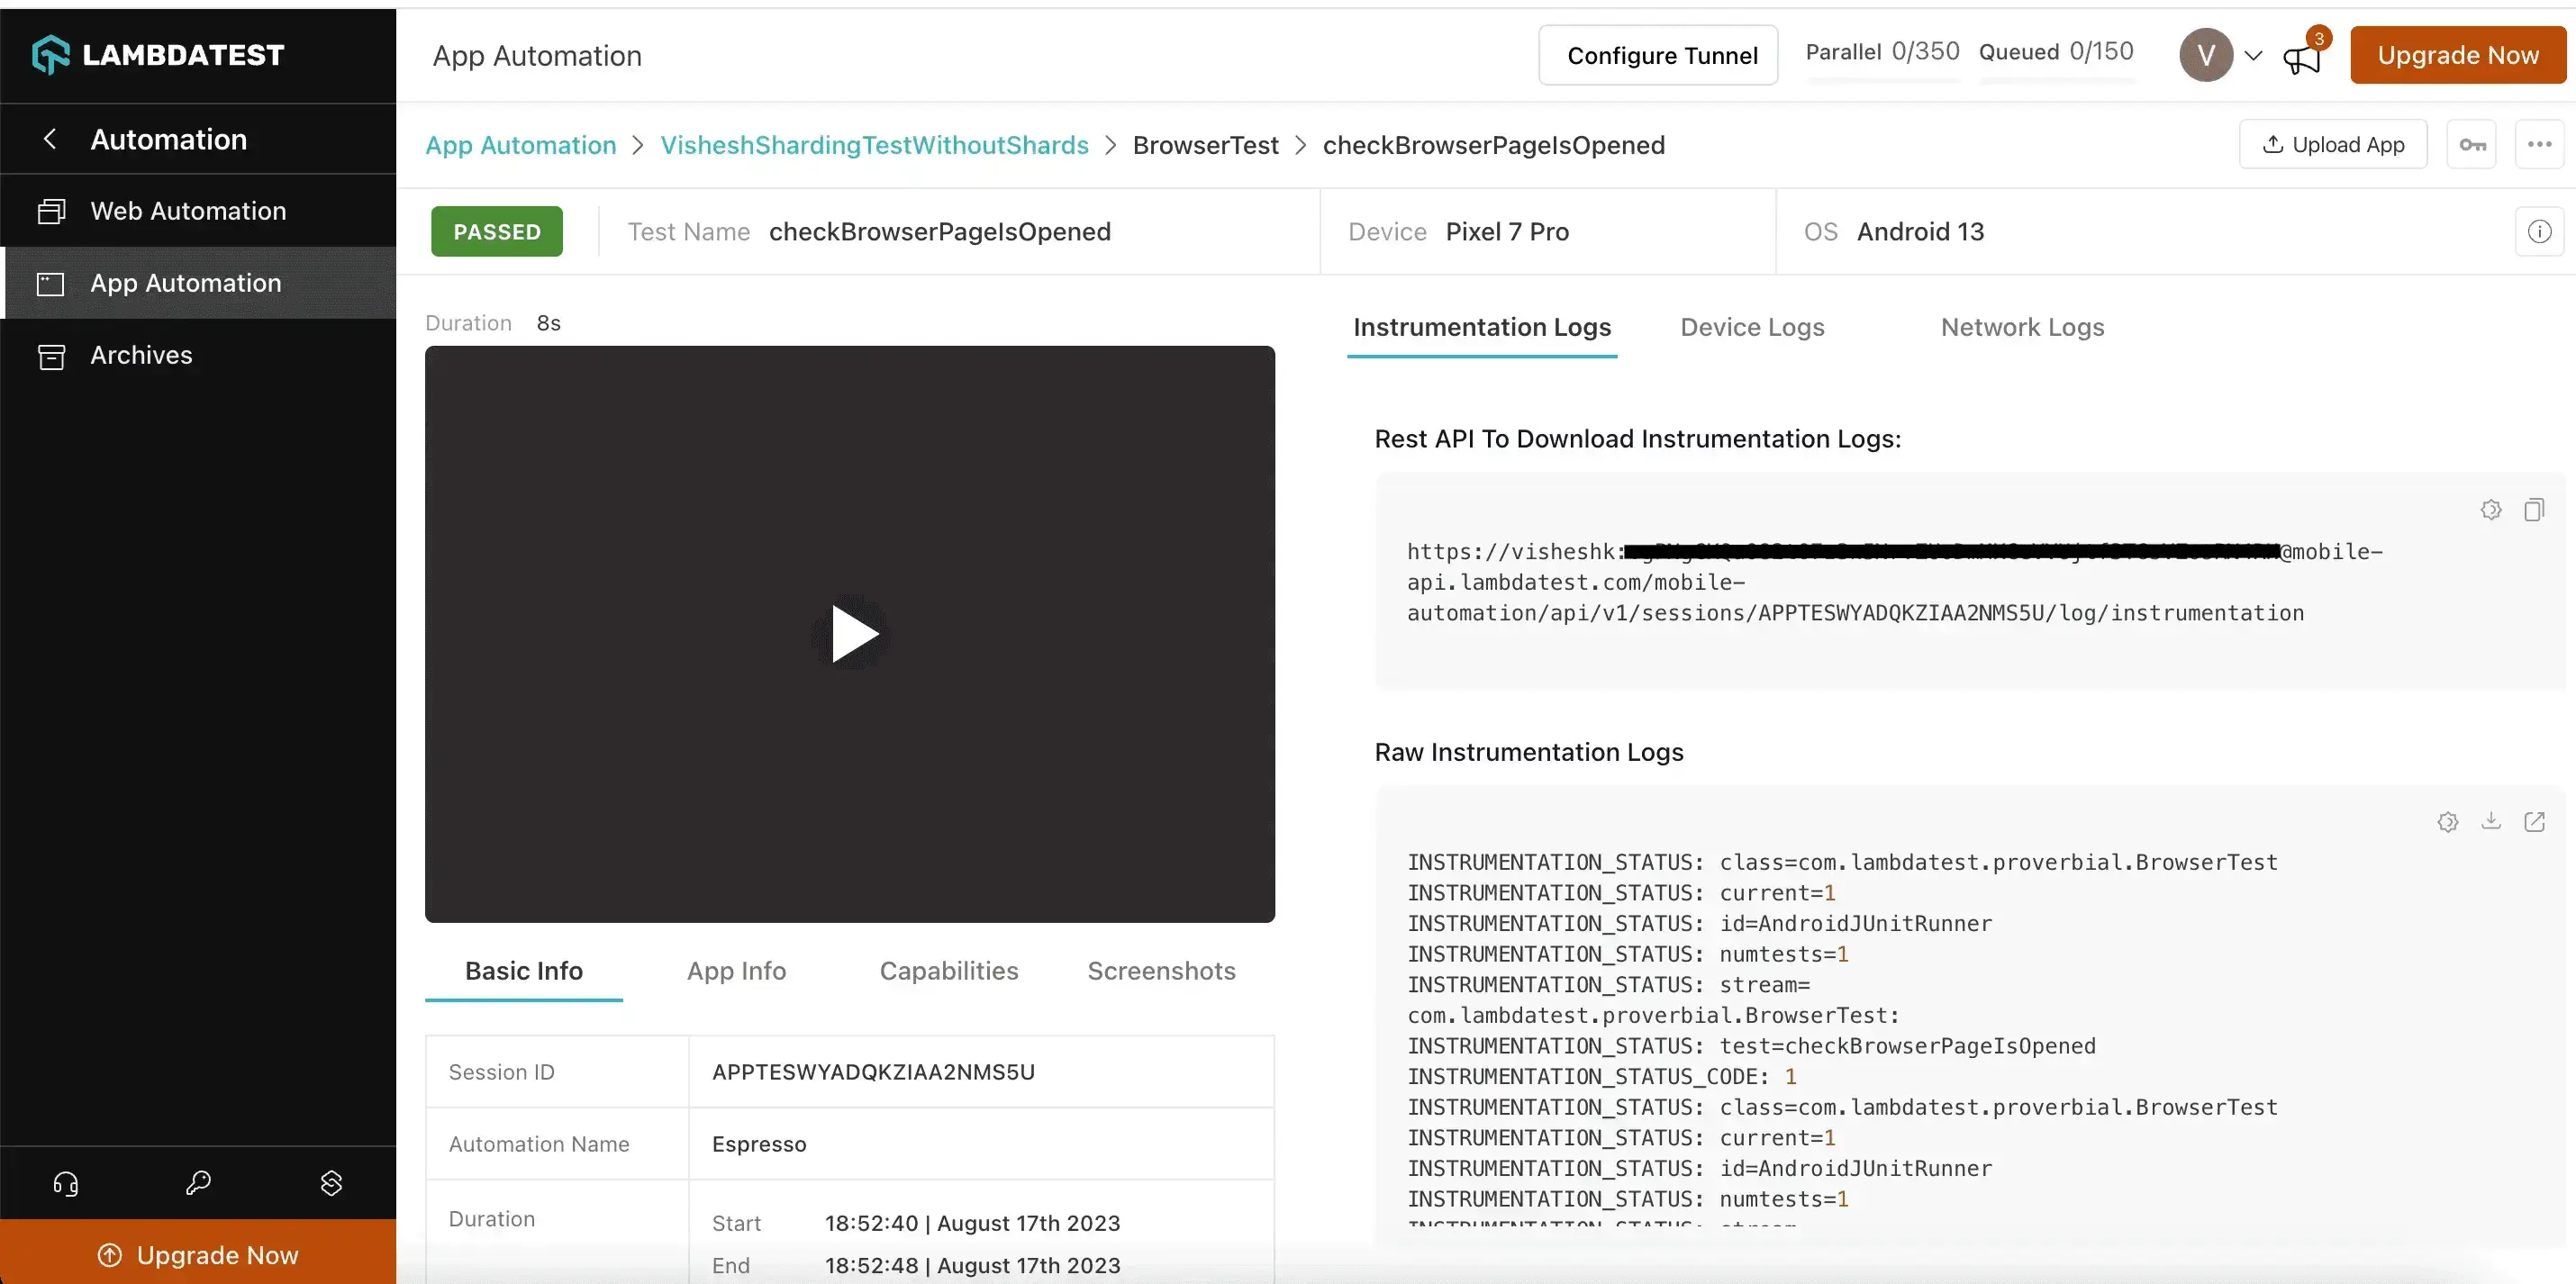 LAMBDATEST
App Automation
Configure Tunnel
Parallel 0/350
Queued 0/150
V
3
Upgrade Now
Automation
Web Automation
App Automation
Archives
Upgrade Now
App Automation > VisheshShardingTestWithoutShards > BrowserTest > checkBrowserPageIsOpened
Upload App
PASSED
Test Name checkBrowserPageIsOpened
Device Pixel 7 Pro
OS Android 13
Duration 8s
Basic Info
App Info
Capabilities
Screenshots
Session ID APPTESWYADQKZIAA2NMS5U
Automation Name Espresso
Duration
Start 18:52:40 | August 17th 2023
End 18:52:48 | August 17th 2023
Instrumentation Logs
Device Logs
Network Logs
Rest API To Download Instrumentation Logs:
https://visheshk: @mobile-
api.lambdatest.com/mobile-
automation/api/v1/sessions/APPTESWYADQKZIAA2NMS5U/log/instrumentation
Raw Instrumentation Logs
INSTRUMENTATION_STATUS: class=com.lambdatest.proverbial.BrowserTest
INSTRUMENTATION_STATUS: current=1
INSTRUMENTATION_STATUS: id=AndroidJUnitRunner
INSTRUMENTATION_STATUS: numtests=1
INSTRUMENTATION_STATUS: stream=
com.lambdatest.proverbial.BrowserTest:
INSTRUMENTATION_STATUS: test=checkBrowserPageIsOpened
INSTRUMENTATION_STATUS_CODE: 1
INSTRUMENTATION_STATUS: class=com.lambdatest.proverbial.BrowserTest
INSTRUMENTATION_STATUS: current=1
INSTRUMENTATION_STATUS: id=AndroidJUnitRunner
INSTRUMENTATION_STATUS: numtests=1